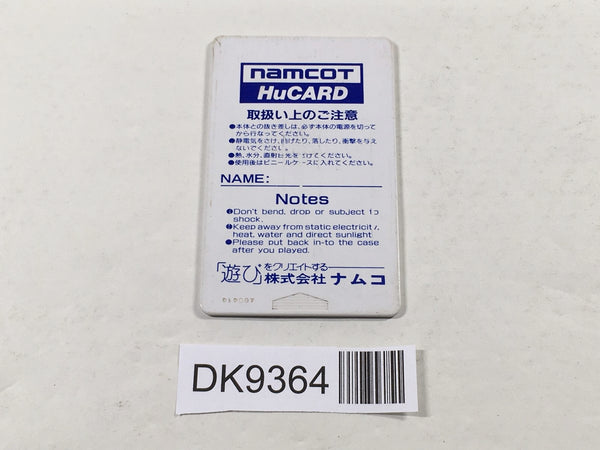 namcot
HuCARD
取扱い上のご注意
●本体との抜き差しは、必ず本体の電源を切って
から行なってください。
●静電気をさけ、曲げたり、落したり、衝撃を与え
ないでください。
●熱、水分、直射日光をさけてください。
●使用後はビニールケースに入れてください。
NAME:
Notes
●Don't bend, drop or subject to
shock.
●Keep away from static electricity,
heat, water and direct sunlight
●Please put back in-to the case
after you played.
「遊び」をクリエイトする
株式会社ナムコ
DK9364